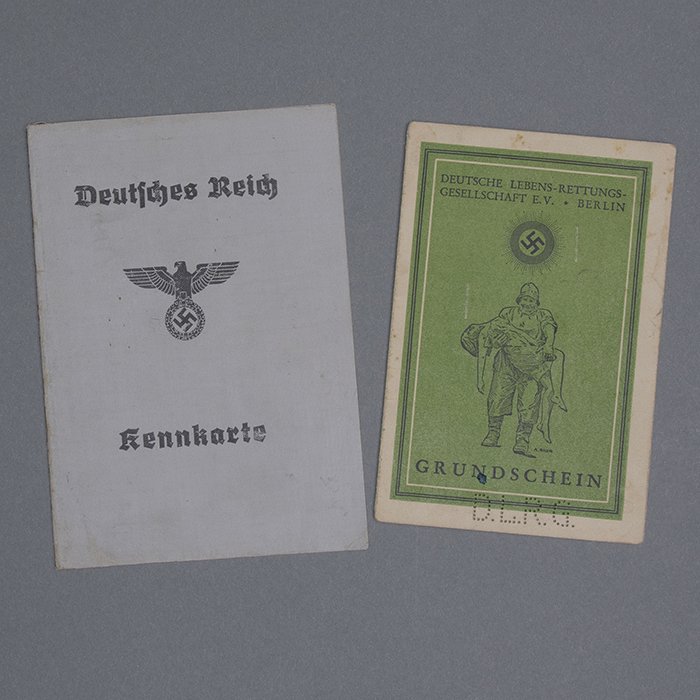 Deutſches Reich
Kennkarte
DEUTSCHE LEBENS-RETTUNGS-
GESELLSCHAFT E.V. • BERLIN
GRUNDSCHEIN
D.L.R.G.